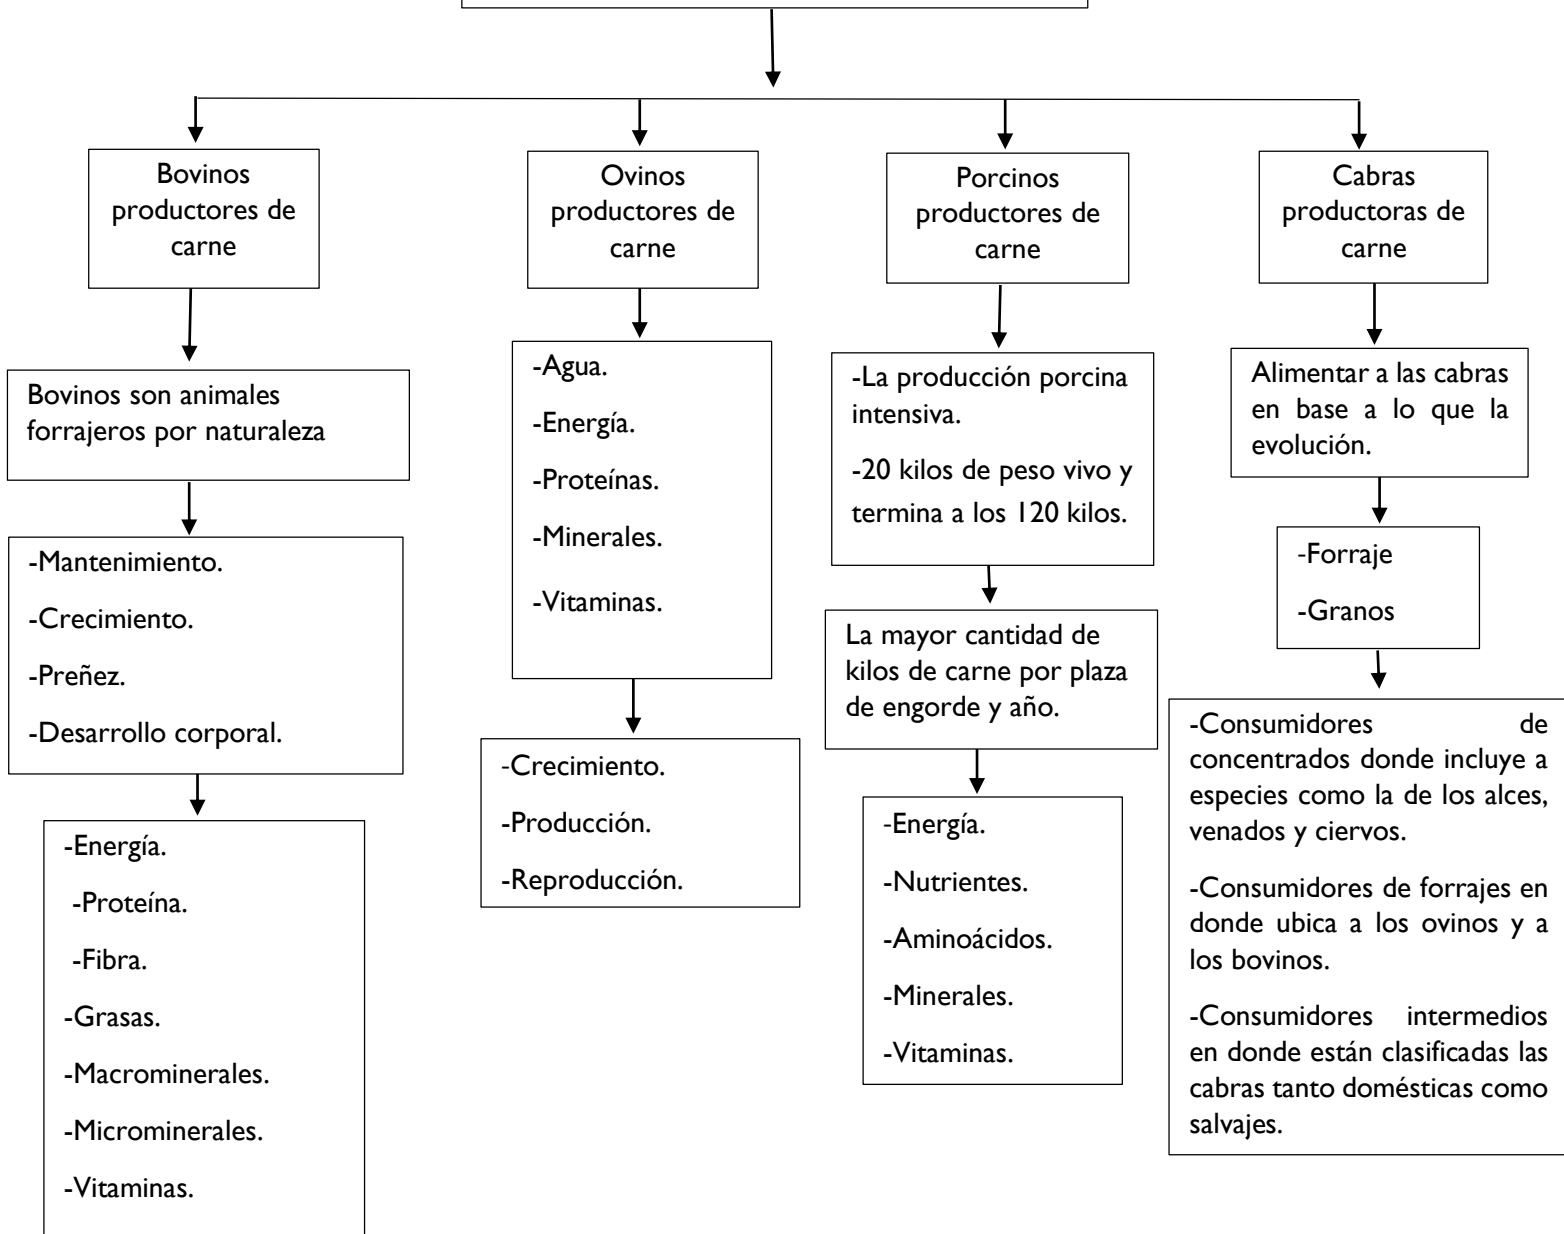 Bovinos
productores de
carne
Bovinos son animales
forrajeros por naturaleza
-Mantenimiento.
-Crecimiento.
-Preñez.
-Desarrollo corporal.
-Energía.
-Proteína.
-Fibra.
-Grasas.
-Macrominerales.
-Microminerales.
-Vitaminas.
Ovinos
productores de
carne
-Agua.
-Energía.
-Proteínas.
-Minerales.
-Vitaminas.
-Crecimiento.
-Producción.
-Reproducción.
Porcinos
productores de
carne
-La producción porcina
intensiva.
-20 kilos de peso vivo y
termina a los 120 kilos.
La mayor cantidad de
kilos de carne por plaza
de engorde y año.
-Energía.
-Nutrientes.
-Aminoácidos.
-Minerales.
-Vitaminas.
Cabras
productoras de
carne
Alimentar a las cabras
en base a lo que la
evolución.
-Forraje
-Granos
-Consumidores de
concentrados donde incluye a
especies como la de los alces,
venados y ciervos.
-Consumidores de forrajes en
donde ubica a los ovinos y a
los bovinos.
-Consumidores intermedios
en donde están clasificadas las
cabras tanto domésticas como
salvajes.